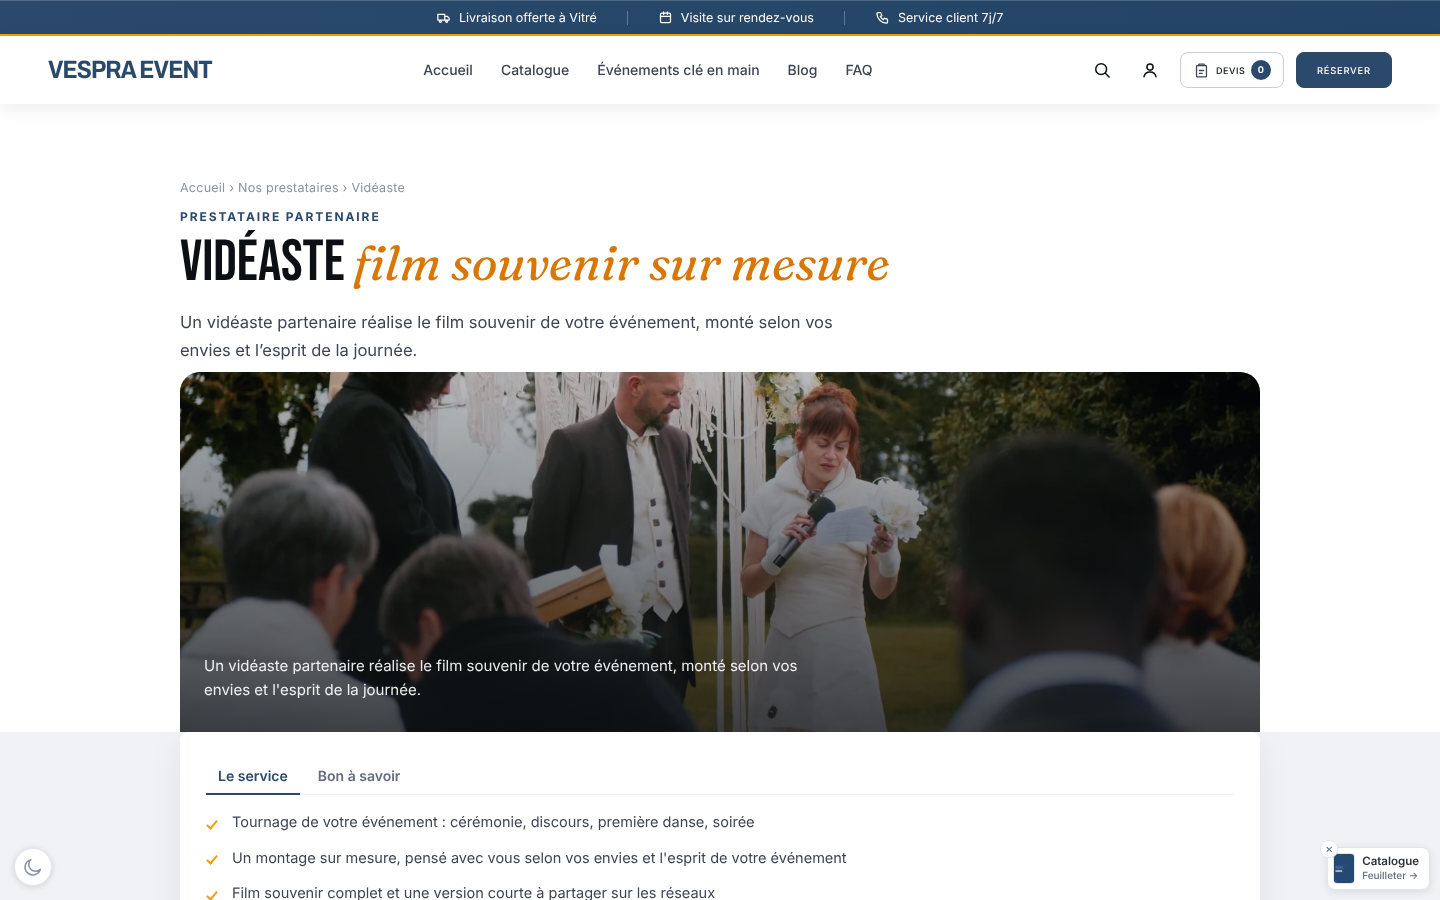 Livraison offerte à Vitré
Visite sur rendez-vous
Service client 7j/7
VESPRA EVENT
Accueil
Catalogue
Événements clé en main
Blog
FAQ
DEVIS 0
RÉSERVER
Accueil › Nos prestataires › Vidéaste
PRESTATAIRE PARTENAIRE
VIDÉASTE film souvenir sur mesure
Un vidéaste partenaire réalise le film souvenir de votre événement, monté selon vos
envies et l’esprit de la journée.
Un vidéaste partenaire réalise le film souvenir de votre événement, monté selon vos
envies et l'esprit de la journée.
Le service
Bon à savoir
Tournage de votre événement : cérémonie, discours, première danse, soirée
Un montage sur mesure, pensé avec vous selon vos envies et l'esprit de votre événement
Film souvenir complet et une version courte à partager sur les réseaux
Catalogue
Feuilleter →